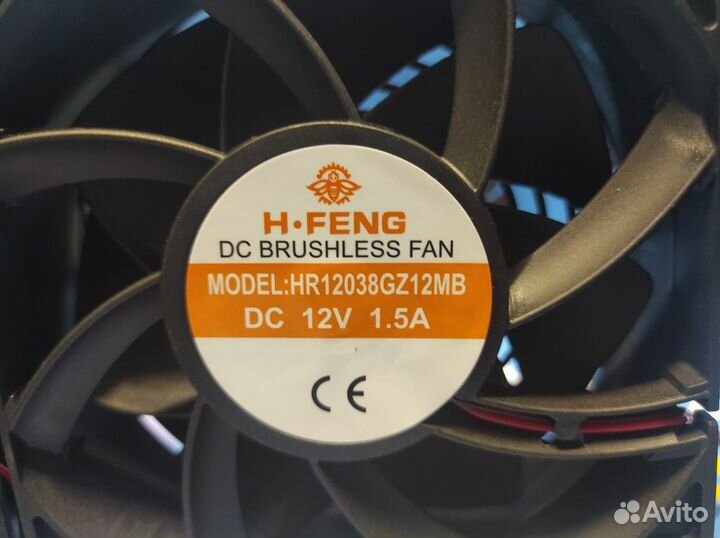 H·FENG
DC BRUSHLESS FAN
MODEL:HR12038GZ12MB
DC 12V 1.5A
CE
Avito